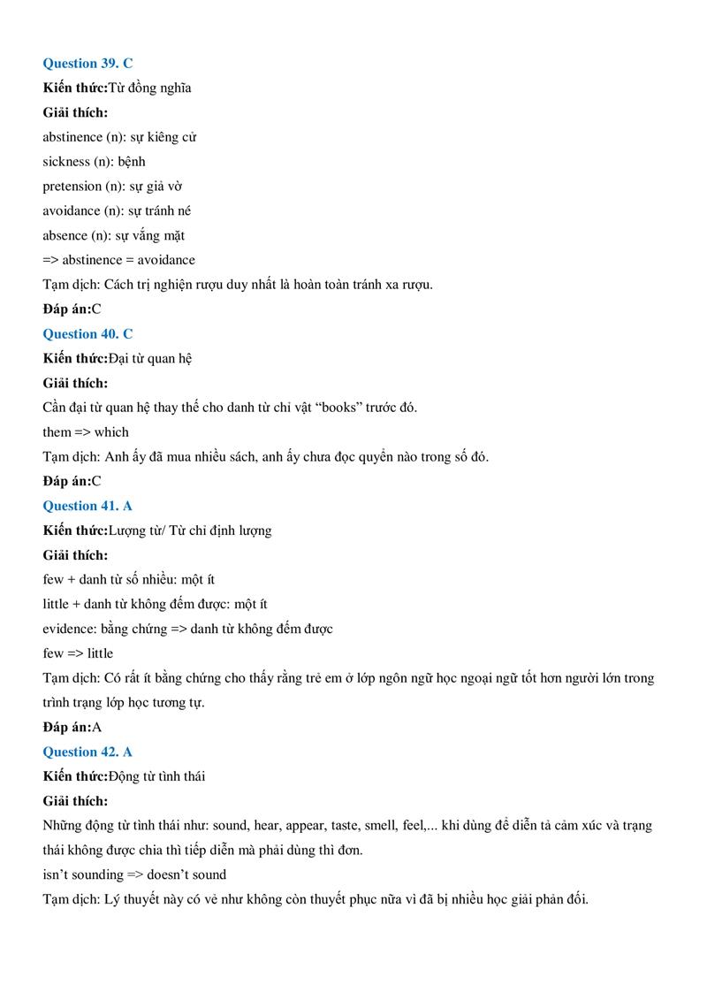 Question 39. C
Kiến thức:Từ đồng nghĩa
Giải thích:
abstinence (n): sự kiêng cử
sickness (n): bệnh
pretension (n): sự giả vờ
avoidance (n): sự tránh né
absence (n): sự vắng mặt
=> abstinence = avoidance
Tạm dịch: Cách trị nghiện rượu duy nhất là hoàn toàn tránh xa rượu.
Đáp án:C
Question 40. C
Kiến thức:Đại từ quan hệ
Giải thích:
Cần đại từ quan hệ thay thế cho danh từ chỉ vật “books” trước đó.
them => which
Tạm dịch: Anh ấy đã mua nhiều sách, anh ấy chưa đọc quyển nào trong số đó.
Đáp án:C
Question 41. A
Kiến thức:Lượng từ/ Từ chỉ định lượng
Giải thích:
few + danh từ số nhiều: một ít
little + danh từ không đếm được: một ít
evidence: bằng chứng => danh từ không đếm được
few => little
Tạm dịch: Có rất ít bằng chứng cho thấy rằng trẻ em ở lớp ngôn ngữ học ngoại ngữ tốt hơn người lớn trong
trình trạng lớp học tương tự.
Đáp án:A
Question 42. A
Kiến thức:Động từ tình thái
Giải thích:
Những động từ tình thái như: sound, hear, appear, taste, smell, feel,... khi dùng để diễn tả cảm xúc và trạng
thái không được chia thì tiếp diễn mà phải dùng thì đơn.
isn’t sounding => doesn’t sound
Tạm dịch: Lý thuyết này có vẻ như không còn thuyết phục nữa vì đã bị nhiều học giải phản đối.